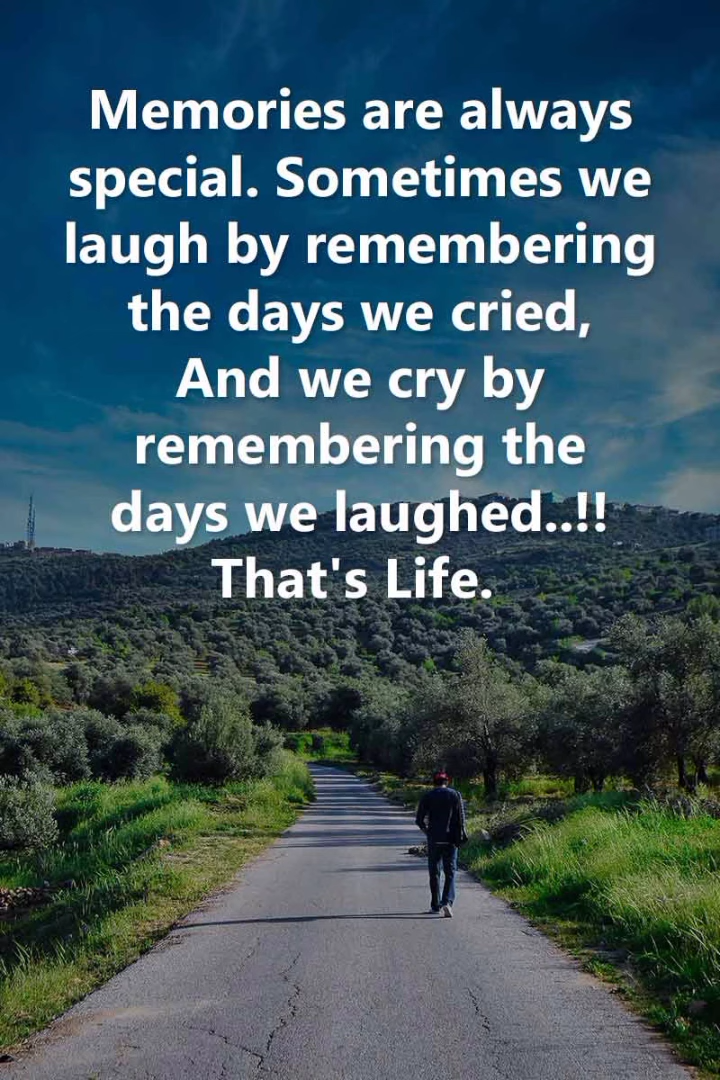 Memories are always
special. Sometimes we
laugh by remembering
the days we cried,
And we cry by
remembering the
days we laughed..!!
That's Life.